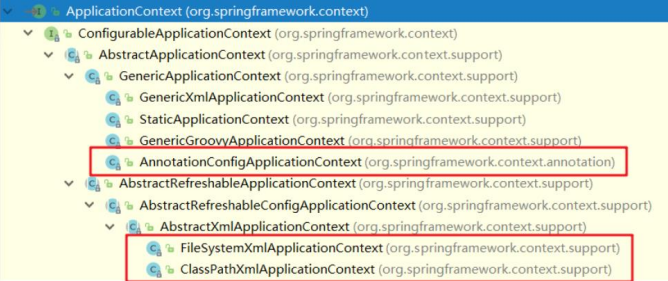 ApplicationContext (org.springframework.context)
ConfigurableApplicationContext (org.springframework.context)
AbstractApplicationContext (org.springframework.context.support)
GenericApplicationContext (org.springframework.context.support)
GenericXmlApplicationContext (org.springframework.context.support)
StaticApplicationContext (org.springframework.context.support)
GenericGroovyApplicationContext (org.springframework.context.support)
AnnotationConfigApplicationContext (org.springframework.context.annotation)
AbstractRefreshableApplicationContext (org.springframework.context.support)
AbstractRefreshableConfigApplicationContext (org.springframework.context.support)
AbstractXmlApplicationContext (org.springframework.context.support)
FileSystemXmlApplicationContext (org.springframework.context.support)
ClassPathXmlApplicationContext (org.springframework.context.support)